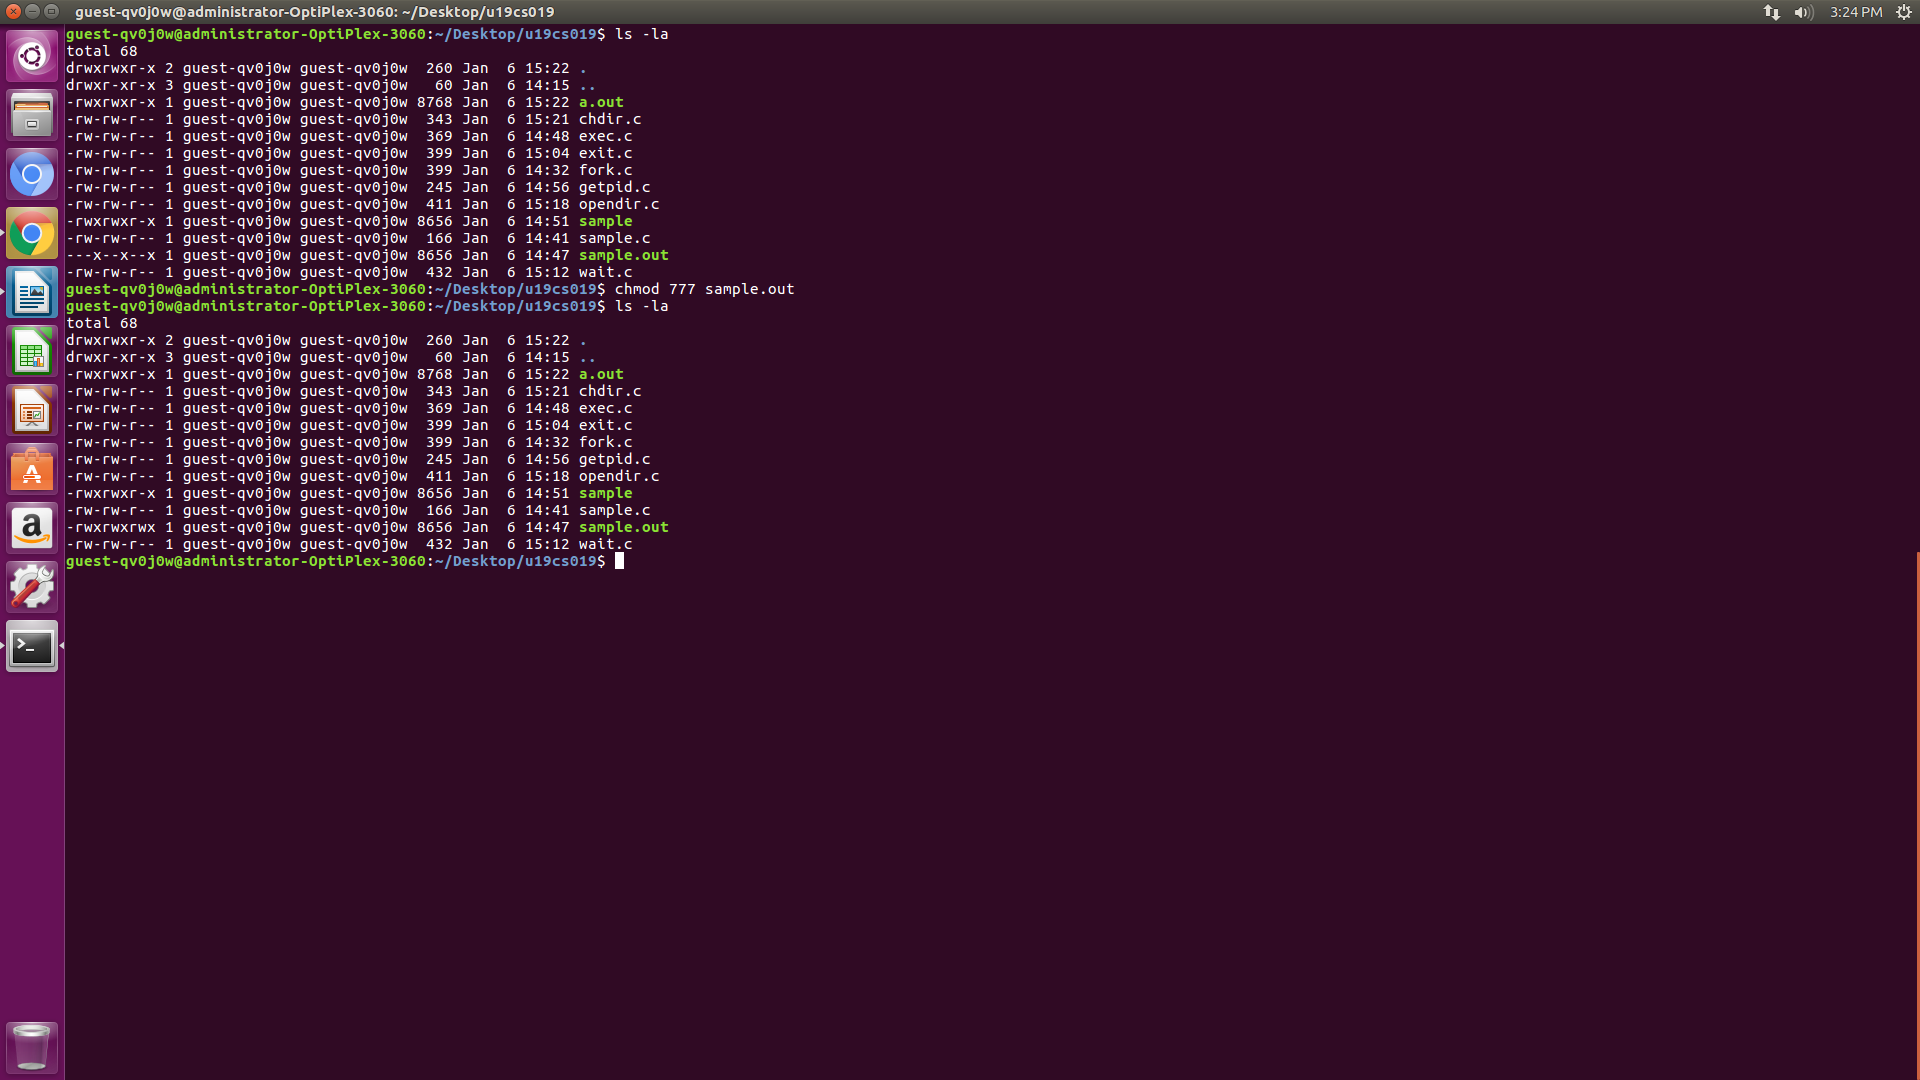 guest-qv0j0w@administrator-OptiPlex-3060: ~/Desktop/u19cs019
3:24 PM
guest-qv0j0w@administrator-OptiPlex-3060:~/Desktop/u19cs019$ ls -la
total 68
drwxrwxr-x 2 guest-qv0j0w guest-qv0j0w  260 Jan  6 15:22 .
drwxr-xr-x 3 guest-qv0j0w guest-qv0j0w   60 Jan  6 14:15 ..
-rwxrwxr-x 1 guest-qv0j0w guest-qv0j0w 8768 Jan  6 15:22 a.out
-rw-rw-r-- 1 guest-qv0j0w guest-qv0j0w  343 Jan  6 15:21 chdir.c
-rw-rw-r-- 1 guest-qv0j0w guest-qv0j0w  369 Jan  6 14:48 exec.c
-rw-rw-r-- 1 guest-qv0j0w guest-qv0j0w  399 Jan  6 15:04 exit.c
-rw-rw-r-- 1 guest-qv0j0w guest-qv0j0w  399 Jan  6 14:32 fork.c
-rw-rw-r-- 1 guest-qv0j0w guest-qv0j0w  245 Jan  6 14:56 getpid.c
-rw-rw-r-- 1 guest-qv0j0w guest-qv0j0w  411 Jan  6 15:18 opendir.c
-rwxrwxr-x 1 guest-qv0j0w guest-qv0j0w 8656 Jan  6 14:51 sample
-rw-rw-r-- 1 guest-qv0j0w guest-qv0j0w  166 Jan  6 14:41 sample.c
---x--x--x 1 guest-qv0j0w guest-qv0j0w 8656 Jan  6 14:47 sample.out
-rw-rw-r-- 1 guest-qv0j0w guest-qv0j0w  432 Jan  6 15:12 wait.c
guest-qv0j0w@administrator-OptiPlex-3060:~/Desktop/u19cs019$ chmod 777 sample.out
guest-qv0j0w@administrator-OptiPlex-3060:~/Desktop/u19cs019$ ls -la
total 68
drwxrwxr-x 2 guest-qv0j0w guest-qv0j0w  260 Jan  6 15:22 .
drwxr-xr-x 3 guest-qv0j0w guest-qv0j0w   60 Jan  6 14:15 ..
-rwxrwxr-x 1 guest-qv0j0w guest-qv0j0w 8768 Jan  6 15:22 a.out
-rw-rw-r-- 1 guest-qv0j0w guest-qv0j0w  343 Jan  6 15:21 chdir.c
-rw-rw-r-- 1 guest-qv0j0w guest-qv0j0w  369 Jan  6 14:48 exec.c
-rw-rw-r-- 1 guest-qv0j0w guest-qv0j0w  399 Jan  6 15:04 exit.c
-rw-rw-r-- 1 guest-qv0j0w guest-qv0j0w  399 Jan  6 14:32 fork.c
-rw-rw-r-- 1 guest-qv0j0w guest-qv0j0w  245 Jan  6 14:56 getpid.c
-rw-rw-r-- 1 guest-qv0j0w guest-qv0j0w  411 Jan  6 15:18 opendir.c
-rwxrwxr-x 1 guest-qv0j0w guest-qv0j0w 8656 Jan  6 14:51 sample
-rw-rw-r-- 1 guest-qv0j0w guest-qv0j0w  166 Jan  6 14:41 sample.c
-rwxrwxrwx 1 guest-qv0j0w guest-qv0j0w 8656 Jan  6 14:47 sample.out
-rw-rw-r-- 1 guest-qv0j0w guest-qv0j0w  432 Jan  6 15:12 wait.c
guest-qv0j0w@administrator-OptiPlex-3060:~/Desktop/u19cs019$